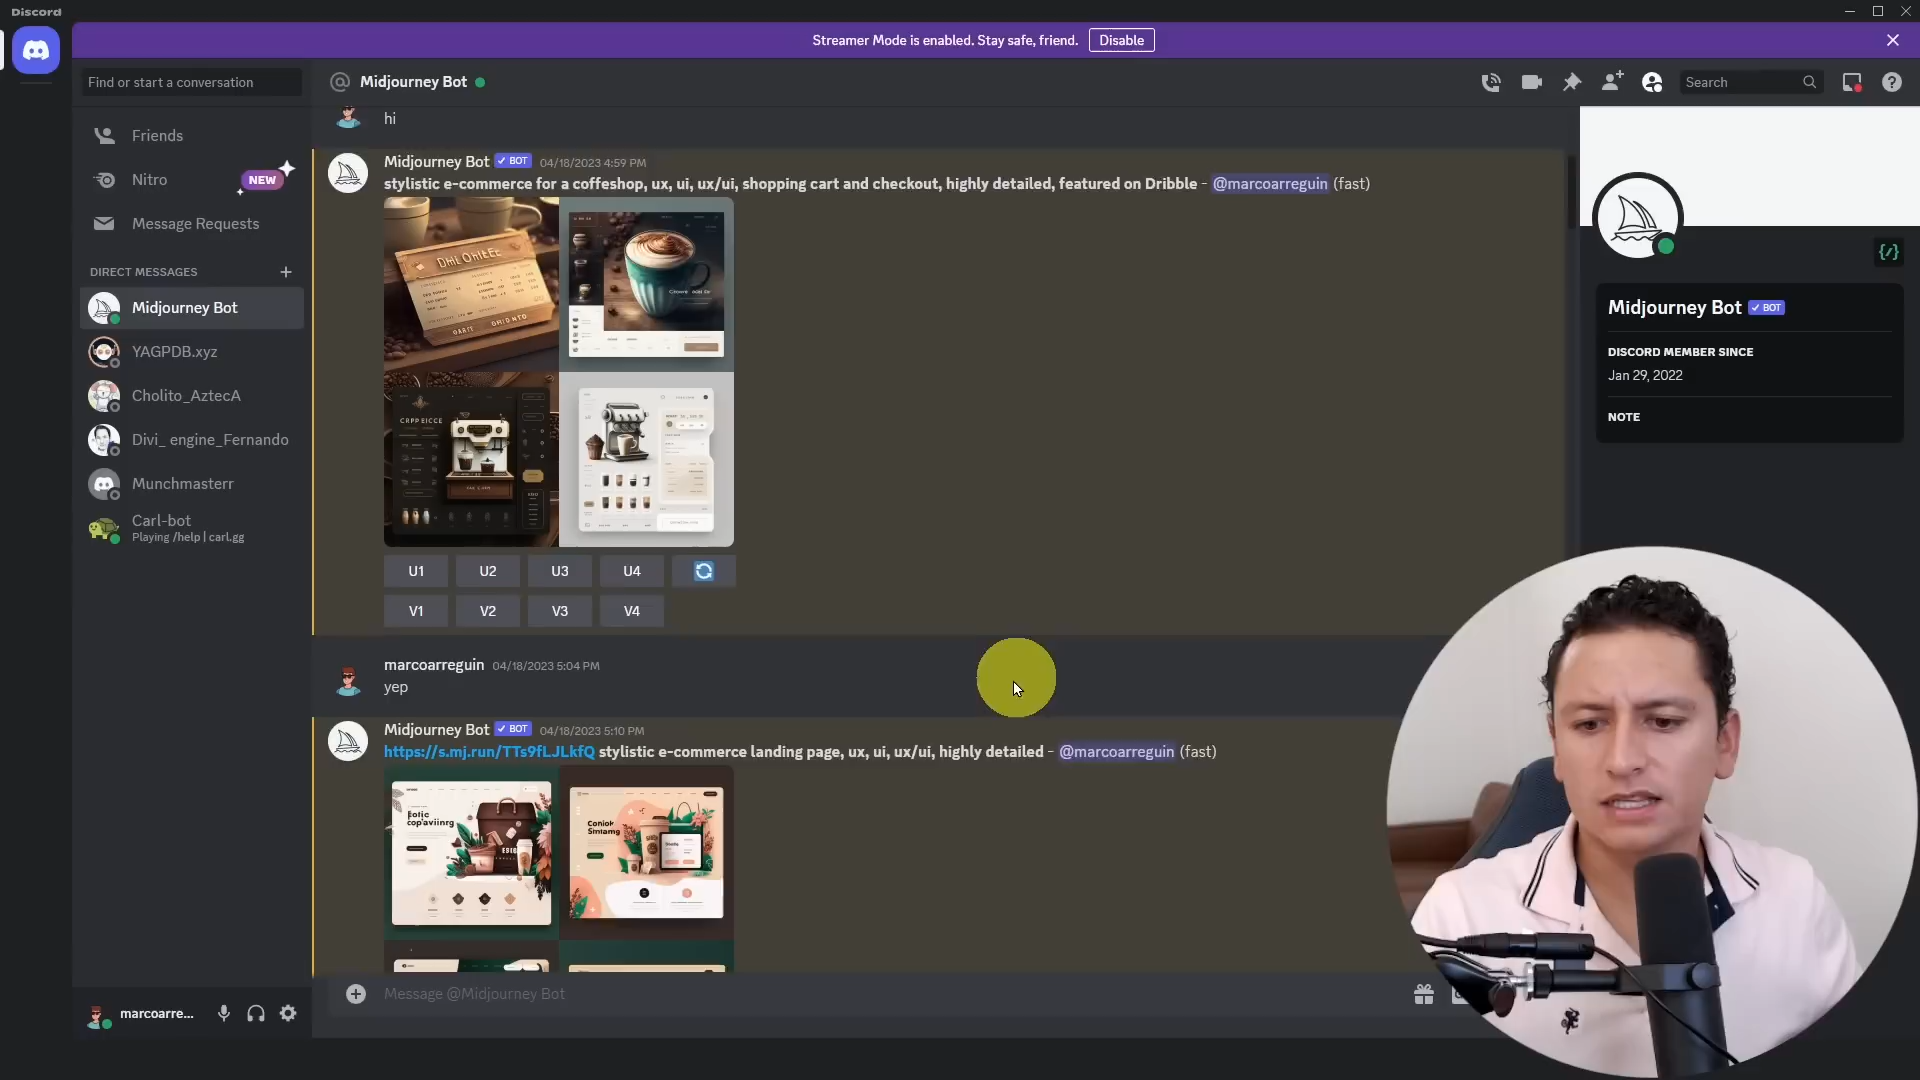 Discord
Streamer Mode is enabled. Stay safe, friend. Disable
Find or start a conversation
Midjourney Bot
Search
Friends
Nitro
NEW
Message Requests
DIRECT MESSAGES
Midjourney Bot
YAGPDB.xyz
Cholito_AztecA
Divi_ engine_Fernando
Munchmasterr
Carl-bot
Playing /help | carl.gg
marcoarre...
hi
Midjourney Bot BOT 04/18/2023 4:59 PM
stylistic e-commerce for a coffeshop, ux, ui, ux/ui, shopping cart and checkout, highly detailed, featured on Dribble - @marcoarreguin (fast)
U1 U2 U3 U4
V1 V2 V3 V4
marcoarreguin 04/18/2023 5:04 PM
yep
Midjourney Bot BOT 04/18/2023 5:10 PM
https://s.mj.run/TTs9fLJLkfQ stylistic e-commerce landing page, ux, ui, ux/ui, highly detailed - @marcoarreguin (fast)
Message @Midjourney Bot
Midjourney Bot BOT
DISCORD MEMBER SINCE
Jan 29, 2022
NOTE